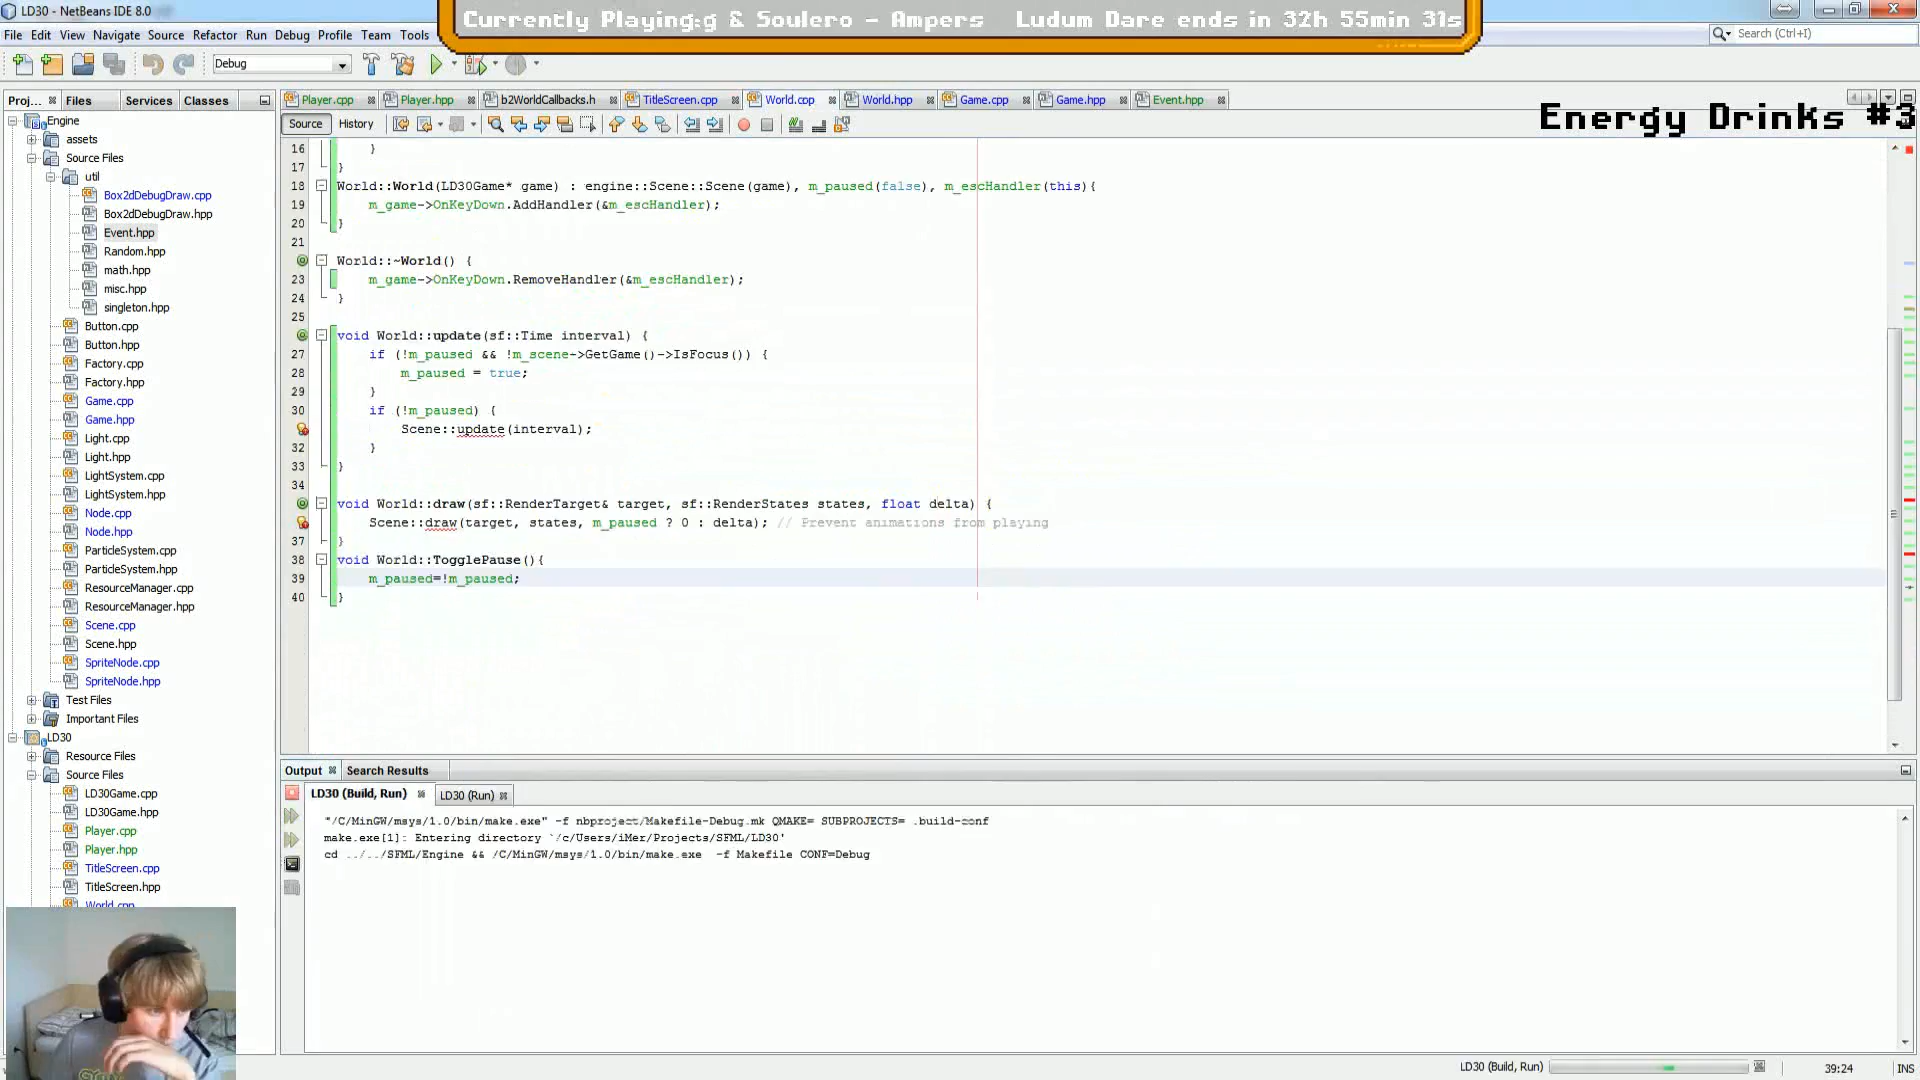 LD30 - NetBeans IDE 8.0
Currently Playing:g & Soulero - Ampers Ludum Dare ends in 32h 55min 31s
File Edit View Navigate Source Refactor Run Debug Profile Team Tools
Search (Ctrl+I)
Debug
Proj... Files Services Classes
Player.cpp Player.hpp b2WorldCallbacks.h TitleScreen.cpp World.cpp World.hpp Game.cpp Game.hpp Event.hpp
Energy Drinks #3
Source History
Engine
assets
Source Files
util
Box2dDebugDraw.cpp
Box2dDebugDraw.hpp
Event.hpp
Random.hpp
math.hpp
misc.hpp
singleton.hpp
Button.cpp
Button.hpp
Factory.cpp
Factory.hpp
Game.cpp
Game.hpp
Light.cpp
Light.hpp
LightSystem.cpp
LightSystem.hpp
Node.cpp
Node.hpp
ParticleSystem.cpp
ParticleSystem.hpp
ResourceManager.cpp
ResourceManager.hpp
Scene.cpp
Scene.hpp
SpriteNode.cpp
SpriteNode.hpp
Test Files
Important Files
LD30
Resource Files
Source Files
LD30Game.cpp
LD30Game.hpp
Player.cpp
Player.hpp
TitleScreen.cpp
TitleScreen.hpp
World.cpp
16 }
17 }
18 World::World(LD30Game* game) : engine::Scene::Scene(game), m_paused(false), m_escHandler(this){
19 m_game->OnKeyDown.AddHandler(&m_escHandler);
20 }
21
World::~World() {
23 m_game->OnKeyDown.RemoveHandler(&m_escHandler);
24 }
25
void World::update(sf::Time interval) {
27 if (!m_paused && !m_scene->GetGame()->IsFocus()) {
28 m_paused = true;
29 }
30 if (!m_paused) {
Scene::update(interval);
32 }
33 }
34
void World::draw(sf::RenderTarget& target, sf::RenderStates states, float delta) {
Scene::draw(target, states, m_paused ? 0 : delta); // Prevent animations from playing
37 }
38 void World::TogglePause(){
39 m_paused=!m_paused;
40 }
Output Search Results
LD30 (Build, Run) LD30 (Run)
"/C/MinGW/msys/1.0/bin/make.exe" -f nbproject/Makefile-Debug.mk QMAKE= SUBPROJECTS= .build-conf
make.exe[1]: Entering directory `/c/Users/iMer/Projects/SFML/LD30'
cd ../../SFML/Engine && /C/MinGW/msys/1.0/bin/make.exe -f Makefile CONF=Debug
LD30 (Build, Run) 39:24 INS